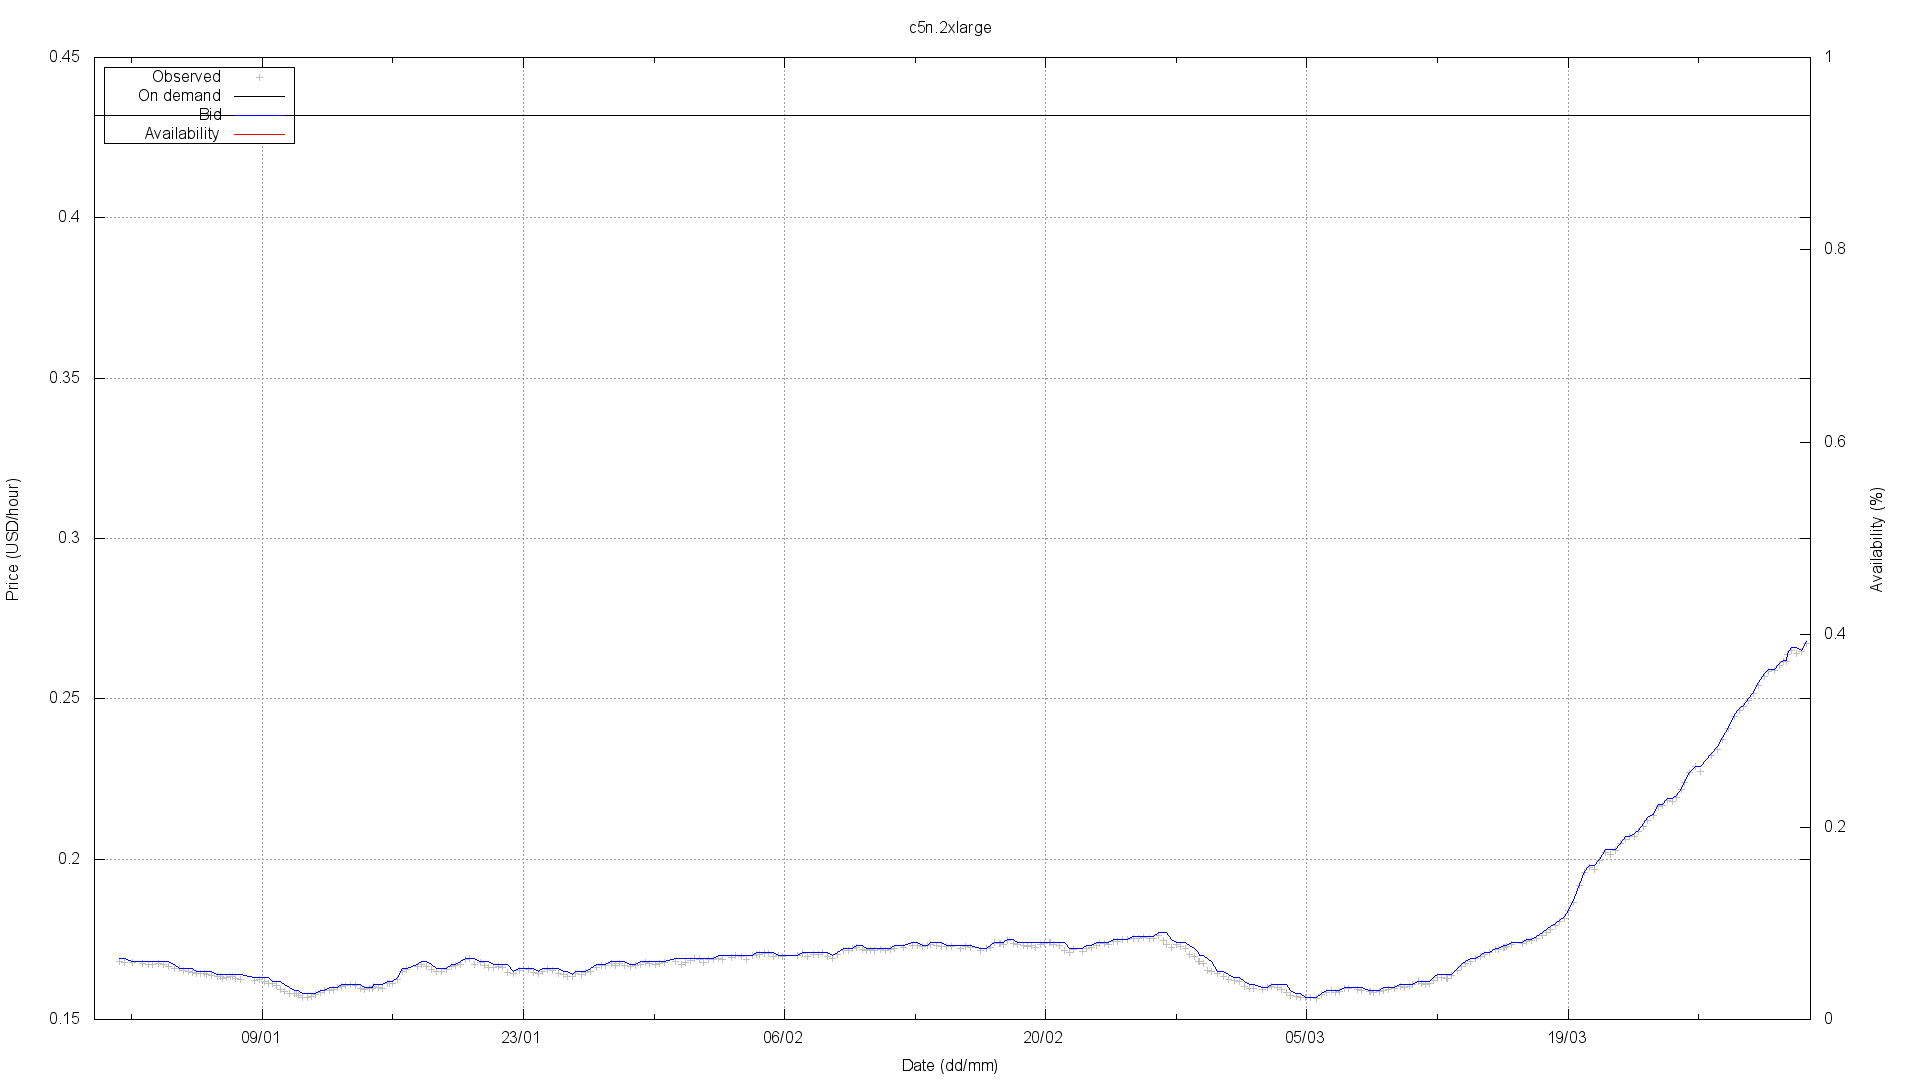 c5n.2xlarge
Observed
On demand
Bid
Availability
0.45
0.4
0.35
0.3
0.25
0.2
0.15
1
0.8
0.6
0.4
0.2
0
Price (USD/hour)
Availability (%)
09/01
23/01
06/02
20/02
05/03
19/03
Date (dd/mm)